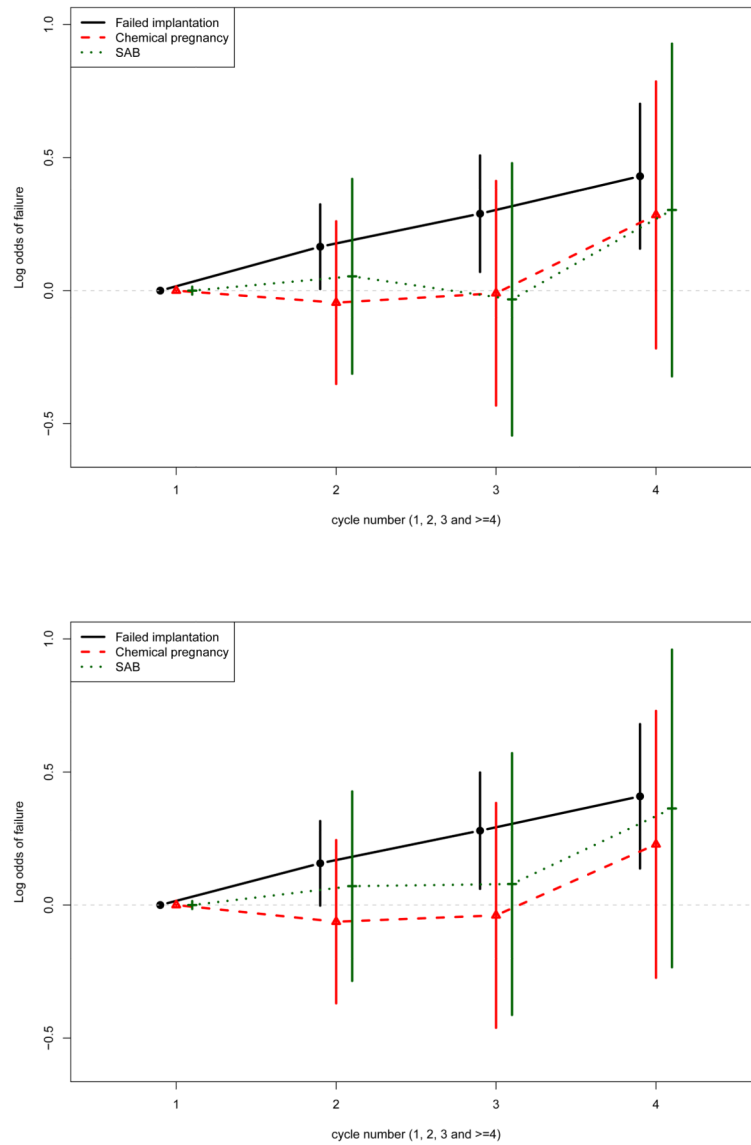 Failed implantation
Chemical pregnancy
SAB
1.0
0.5
0.0
−0.5
Log odds of failure
1 2 3 4
cycle number (1, 2, 3 and >=4)
Failed implantation
Chemical pregnancy
SAB
1.0
0.5
0.0
−0.5
Log odds of failure
1 2 3 4
cycle number (1, 2, 3 and >=4)